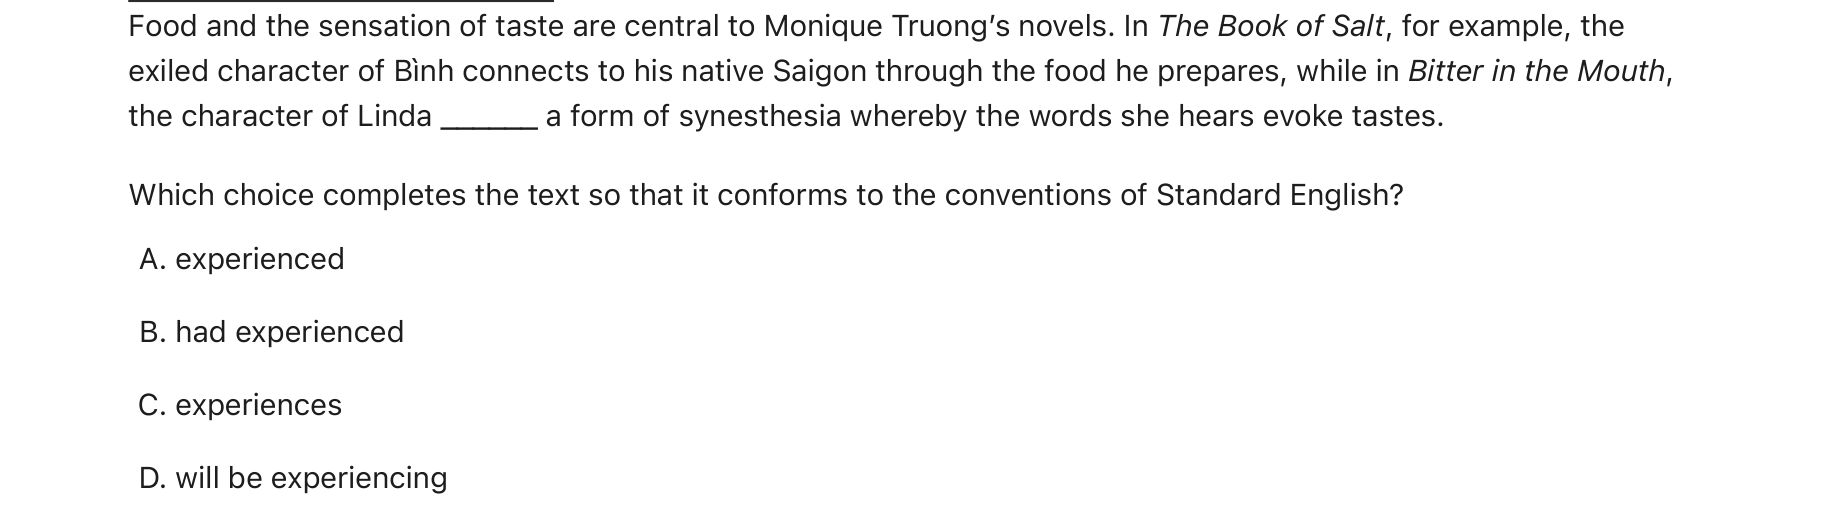 Food and the sensation of taste are central to Monique Truong’s novels. In The Book of Salt, for example, the
exiled character of Bình connects to his native Saigon through the food he prepares, while in Bitter in the Mouth,
the character of Linda ______ a form of synesthesia whereby the words she hears evoke tastes.
Which choice completes the text so that it conforms to the conventions of Standard English?
A. experienced
B. had experienced
C. experiences
D. will be experiencing